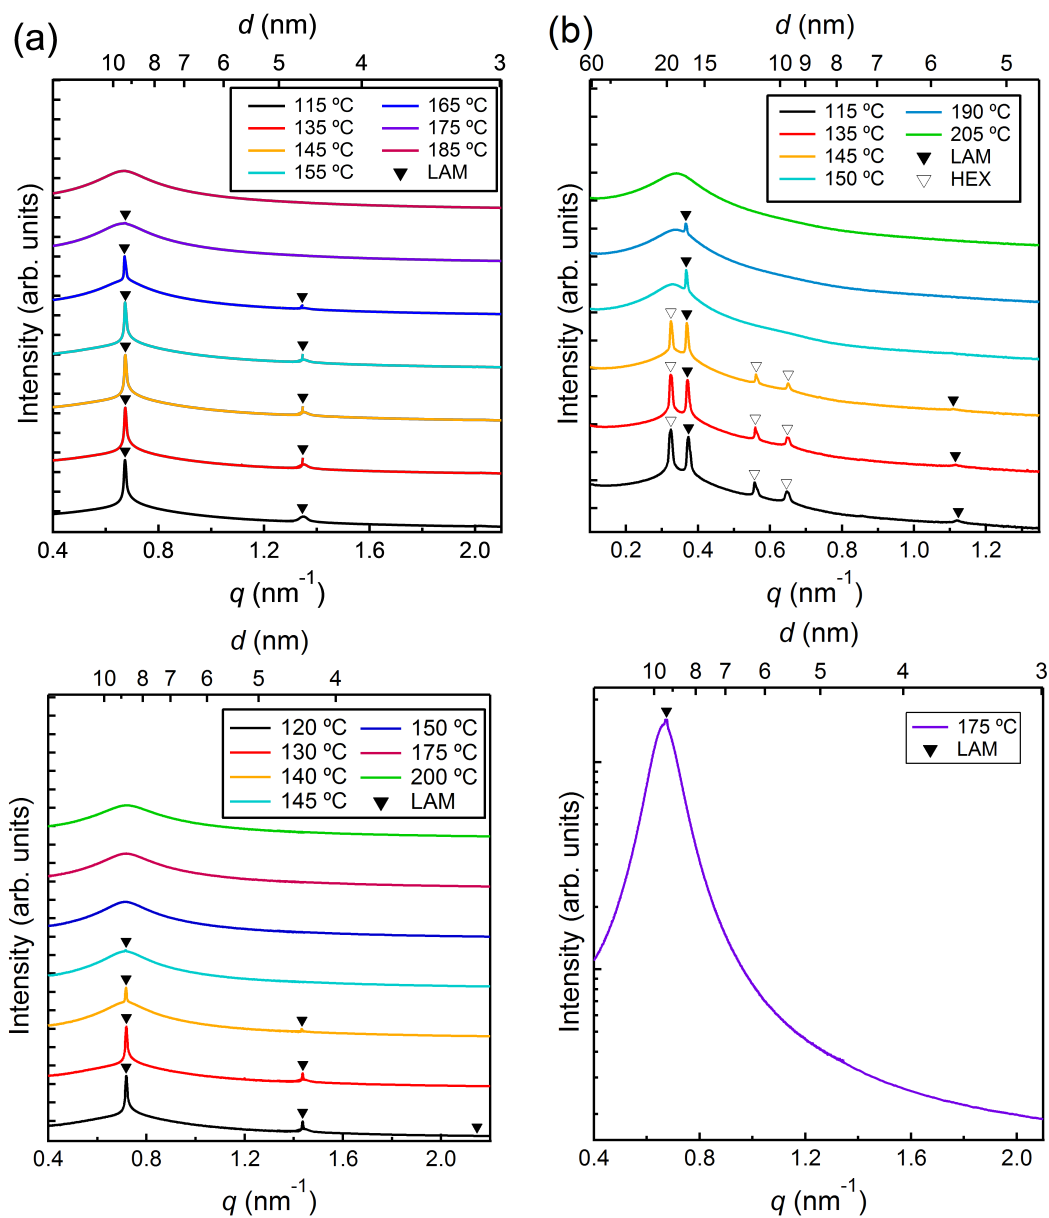 (a)
d (nm)
10 9 8 7 6 5 4 3
115 ºC 165 ºC
135 ºC 175 ºC
145 ºC 185 ºC
155 ºC LAM
Intensity (arb. units)
0.4 0.8 1.2 1.6 2.0
q (nm⁻¹)
(b)
d (nm)
60 20 15 10 9 8 7 6 5
115 ºC 190 ºC
135 ºC 205 ºC
145 ºC LAM
150 ºC HEX
Intensity (arb. units)
0.2 0.4 0.6 0.8 1.0 1.2
q (nm⁻¹)
d (nm)
10 8 7 6 5 4
120 ºC 150 ºC
130 ºC 175 ºC
140 ºC 200 ºC
145 ºC LAM
Intensity (arb. units)
0.4 0.8 1.2 1.6 2.0
q (nm⁻¹)
d (nm)
10 8 7 6 5 4 3
175 ºC
LAM
Intensity (arb. units)
0.4 0.8 1.2 1.6 2.0
q (nm⁻¹)